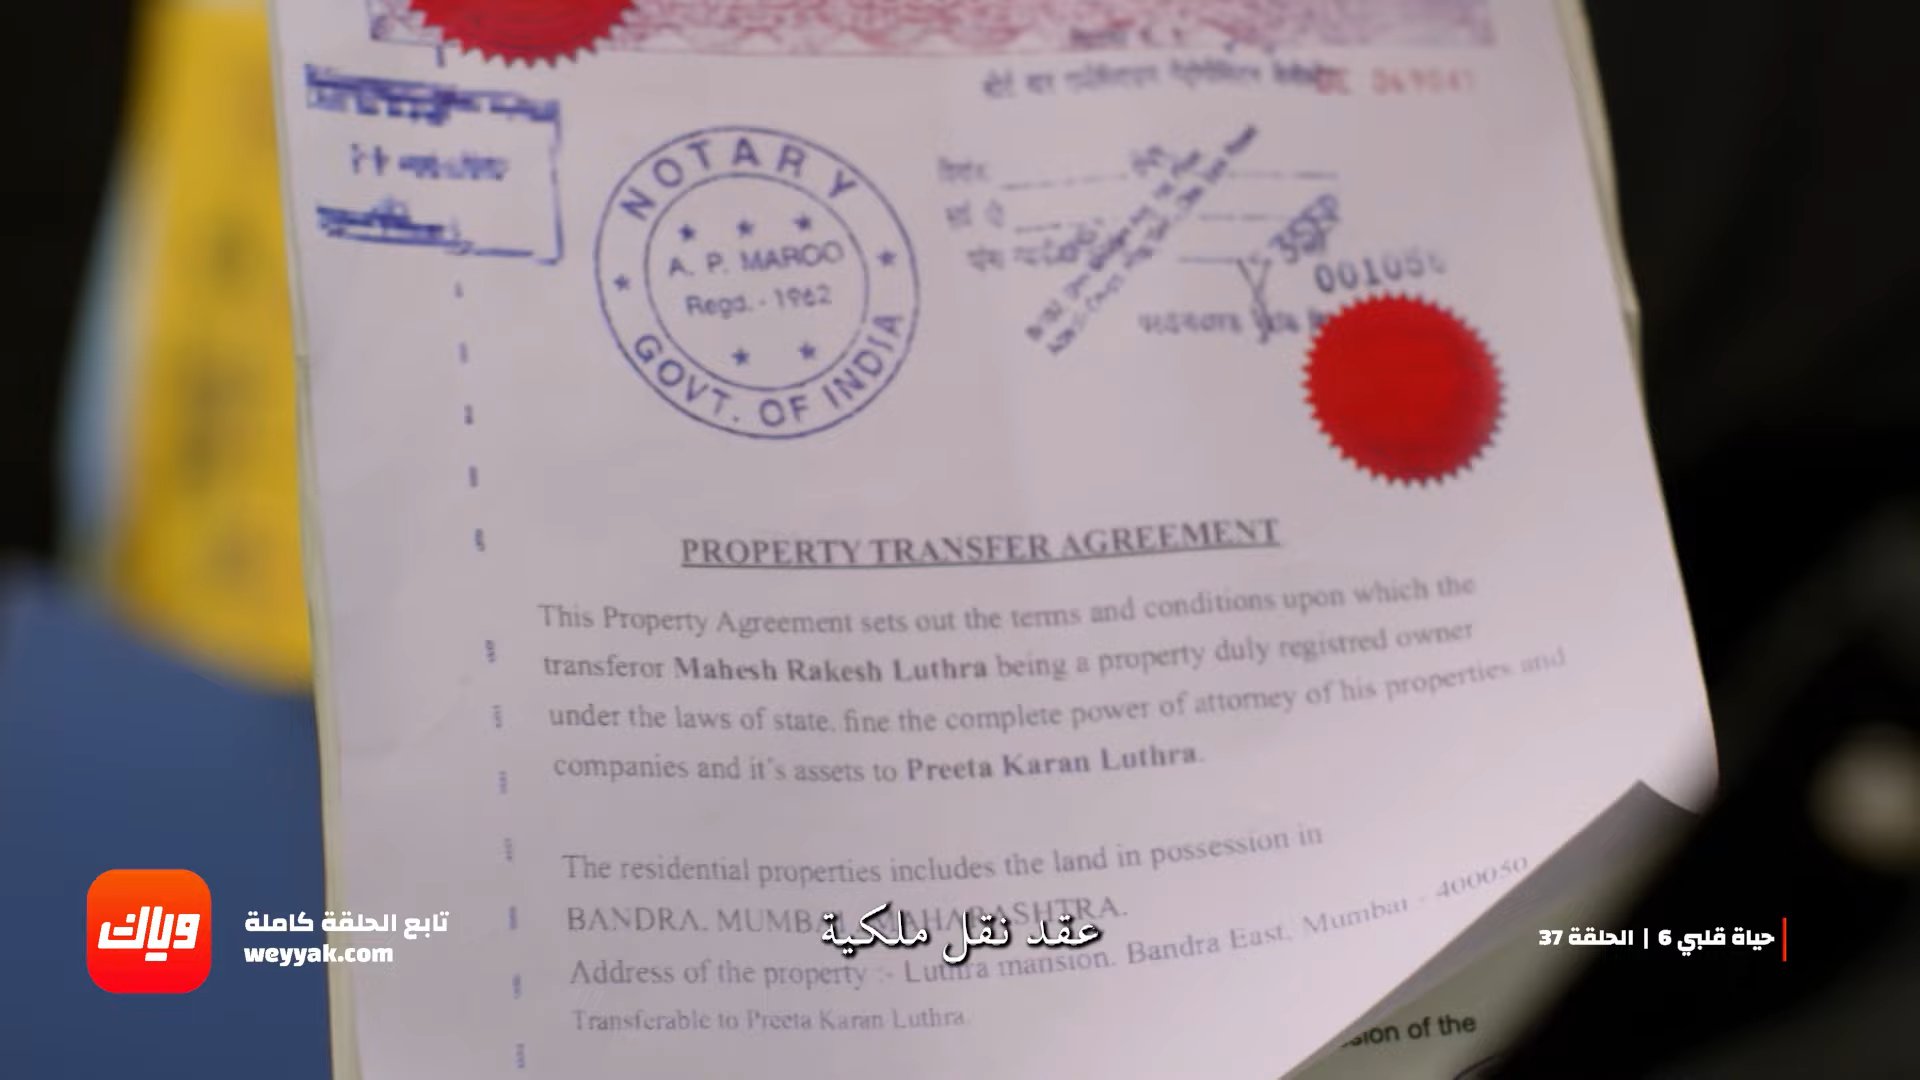 NOTARY
A. P. MAROO
Regd. - 1962
GOVT. OF INDIA
PROPERTY TRANSFER AGREEMENT
This Property Agreement sets out the terms and conditions upon which the
transferor Mahesh Rakesh Luthra being a property duly registred owner
under the laws of state, fine the complete power of attorney of his properties and
companies and it's assets to Preeta Karan Luthra.
The residential properties includes the land in possession in
BANDRA, MUMBAI, MAHARASHTRA.
عقد نقل ملكية
Address of the property :- Luthra mansion, Bandra East, Mumbai - 400050
Transferable to Preeta Karan Luthra.
sion of the
وياك
تابع الحلقة كاملة
weyyak.com
حياة قلبي 6 | الحلقة 37